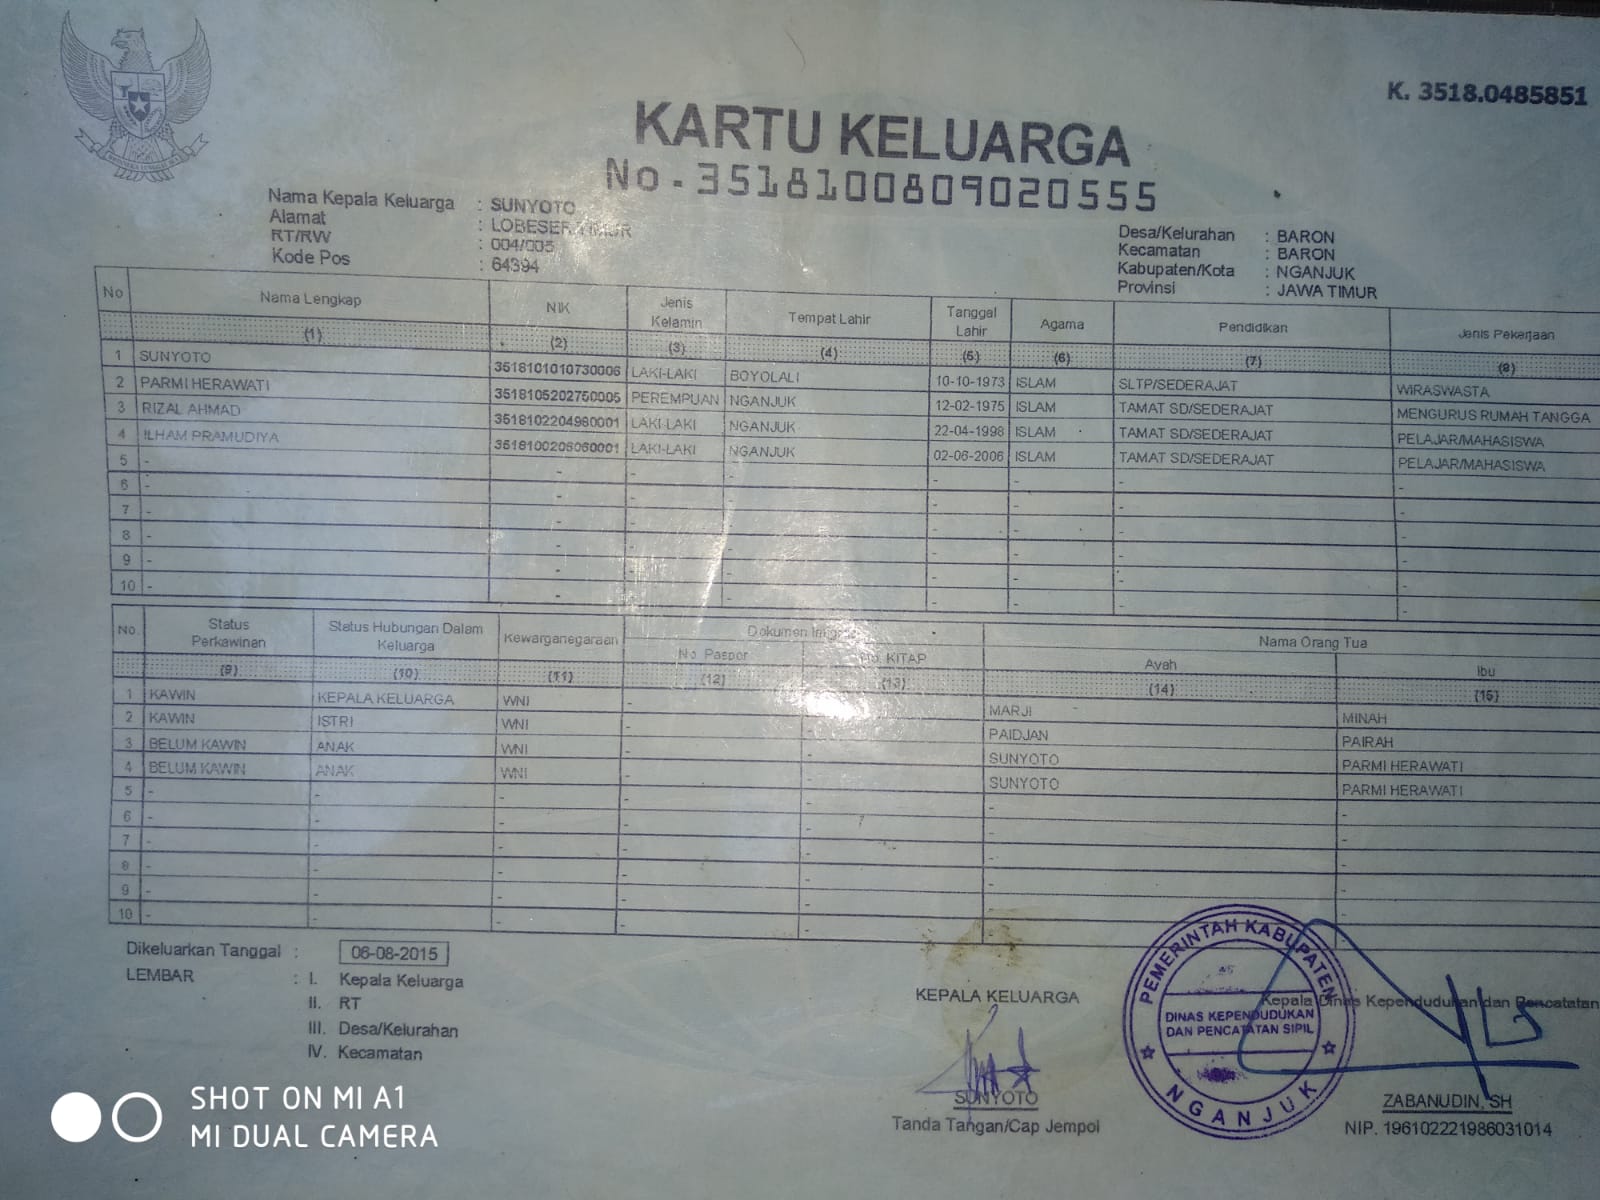 K. 3518.0485851
KARTU KELUARGA
No. 3518100809020555
Nama Kepala Keluarga : SUNYOTO
Alamat : LOBESER TIMUR
RT/RW : 004/005
Kode Pos : 64394
Desa/Kelurahan : BARON
Kecamatan : BARON
Kabupaten/Kota : NGANJUK
Provinsi : JAWA TIMUR
No Nama Lengkap NIK Jenis Kelamin Tempat Lahir Tanggal Lahir Agama Pendidikan Jenis Pekerjaan
(1) (2) (3) (4) (5) (6) (7) (8)
1 SUNYOTO 3518101010730006 LAKI-LAKI BOYOLALI 10-10-1973 ISLAM SLTP/SEDERAJAT WIRASWASTA
2 PARMI HERAWATI 3518105202750005 PEREMPUAN NGANJUK 12-02-1975 ISLAM TAMAT SD/SEDERAJAT MENGURUS RUMAH TANGGA
3 RIZAL AHMAD 3518102204980001 LAKI-LAKI NGANJUK 22-04-1998 ISLAM TAMAT SD/SEDERAJAT PELAJAR/MAHASISWA
4 ILHAM PRAMUDIYA 3518100206060001 LAKI-LAKI NGANJUK 02-06-2006 ISLAM TAMAT SD/SEDERAJAT PELAJAR/MAHASISWA
5 - - - - - - - -
6 - - - - - - - -
7 - - - - - - - -
8 - - - - - - - -
9 - - - - - - - -
10 - - - - - - - -
No. Status Perkawinan Status Hubungan Dalam Keluarga Kewarganegaraan Dokumen Nama Orang Tua
No. Paspor No. KITAP Ayah Ibu
(9) (10) (11) (12) (13) (14) (15)
1 KAWIN KEPALA KELUARGA WNI - MARJI MINAH
2 KAWIN ISTRI WNI - - PAIDJAN PAIRAH
3 BELUM KAWIN ANAK WNI - - SUNYOTO PARMI HERAWATI
4 BELUM KAWIN ANAK WNI - - SUNYOTO PARMI HERAWATI
5 - - - - - - -
6 - - - - - - -
7 - - - - - - -
8 - - - - - - -
9 - - - - - - -
10 - - - - - - -
Dikeluarkan Tanggal : 06-08-2015
LEMBAR : I. Kepala Keluarga
II. RT
III. Desa/Kelurahan
IV. Kecamatan
KEPALA KELUARGA
SUNYOTO
Tanda Tangan/Cap Jempol
Kepala Dinas Kependudukan dan Pencatatan
PEMERINTAH KABUPATEN
DINAS KEPENDUDUKAN
DAN PENCATATAN SIPIL
NGANJUK
ZABANUDIN, SH
NIP. 196102221986031014
SHOT ON MI A1
MI DUAL CAMERA